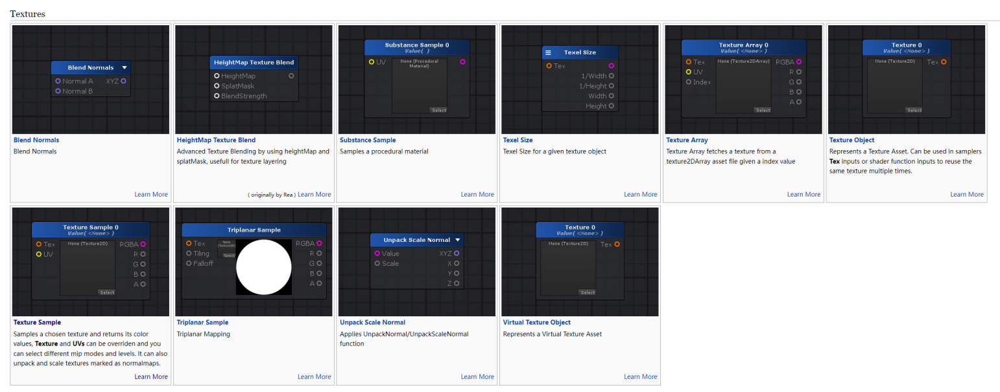 Textures
Blend Normals
Normal A XYZ
Normal B
Blend Normals
Blend Normals
Learn More
HeightMap Texture Blend
HeightMap
SplatMask
BlendStrength
HeightMap Texture Blend
Advanced Texture Blending by using heightMap and
splatMask, usefull for texture layering
( originally by Rea ) Learn More
Substance Sample 0
Value( )
UV None (Procedural
Material)
Select
Substance Sample
Samples a procedural material
Learn More
Texel Size
Tex
1/Width
1/Height
Width
Height
Texel Size
Texel Size for a given texture object
Learn More
Texture Array 0
Value( <None> )
Tex None (Texture2DArray) RGBA
UV R
Index G
B
A
Select
Texture Array
Texture Array fetches a texture from a
texture2DArray asset file given a index value
Learn More
Texture 0
Value( <None> )
None (Texture2D) Tex
Select
Texture Object
Represents a Texture Asset. Can be used in samplers
Tex inputs or shader function inputs to reuse the
same texture multiple times.
Learn More
Texture Sample 0
Value( <None> )
Tex None (Texture2D) RGBA
UV R
G
B
A
Select
Texture Sample
Samples a chosen texture and returns its color
values, Texture and UVs can be overriden and you
can select different mip modes and levels. It can also
unpack and scale textures marked as normalmaps.
Learn More
Triplanar Sample
Tex None
(Texture2D) RGBA
Tiling Select R
Falloff G
B
A
Triplanar Sample
Triplanar Mapping
Learn More
Unpack Scale Normal
Value XYZ
Scale X
Y
Z
Unpack Scale Normal
Applies UnpackNormal/UnpackScaleNormal
function
Learn More
Texture 0
Value( <None> )
None (Texture2D) Tex
Select
Virtual Texture Object
Represents a Virtual Texture Asset
Learn More